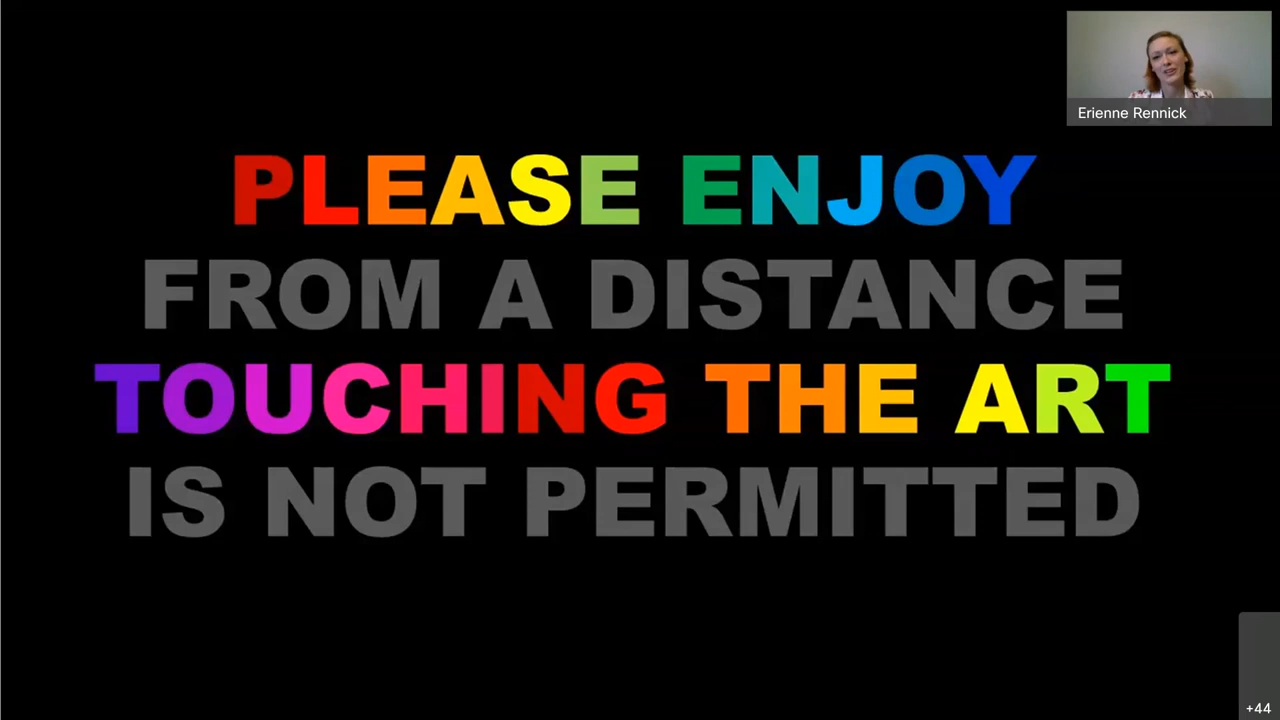 Erienne Rennick
PLEASE ENJOY
FROM A DISTANCE
TOUCHING THE ART
IS NOT PERMITTED
+44